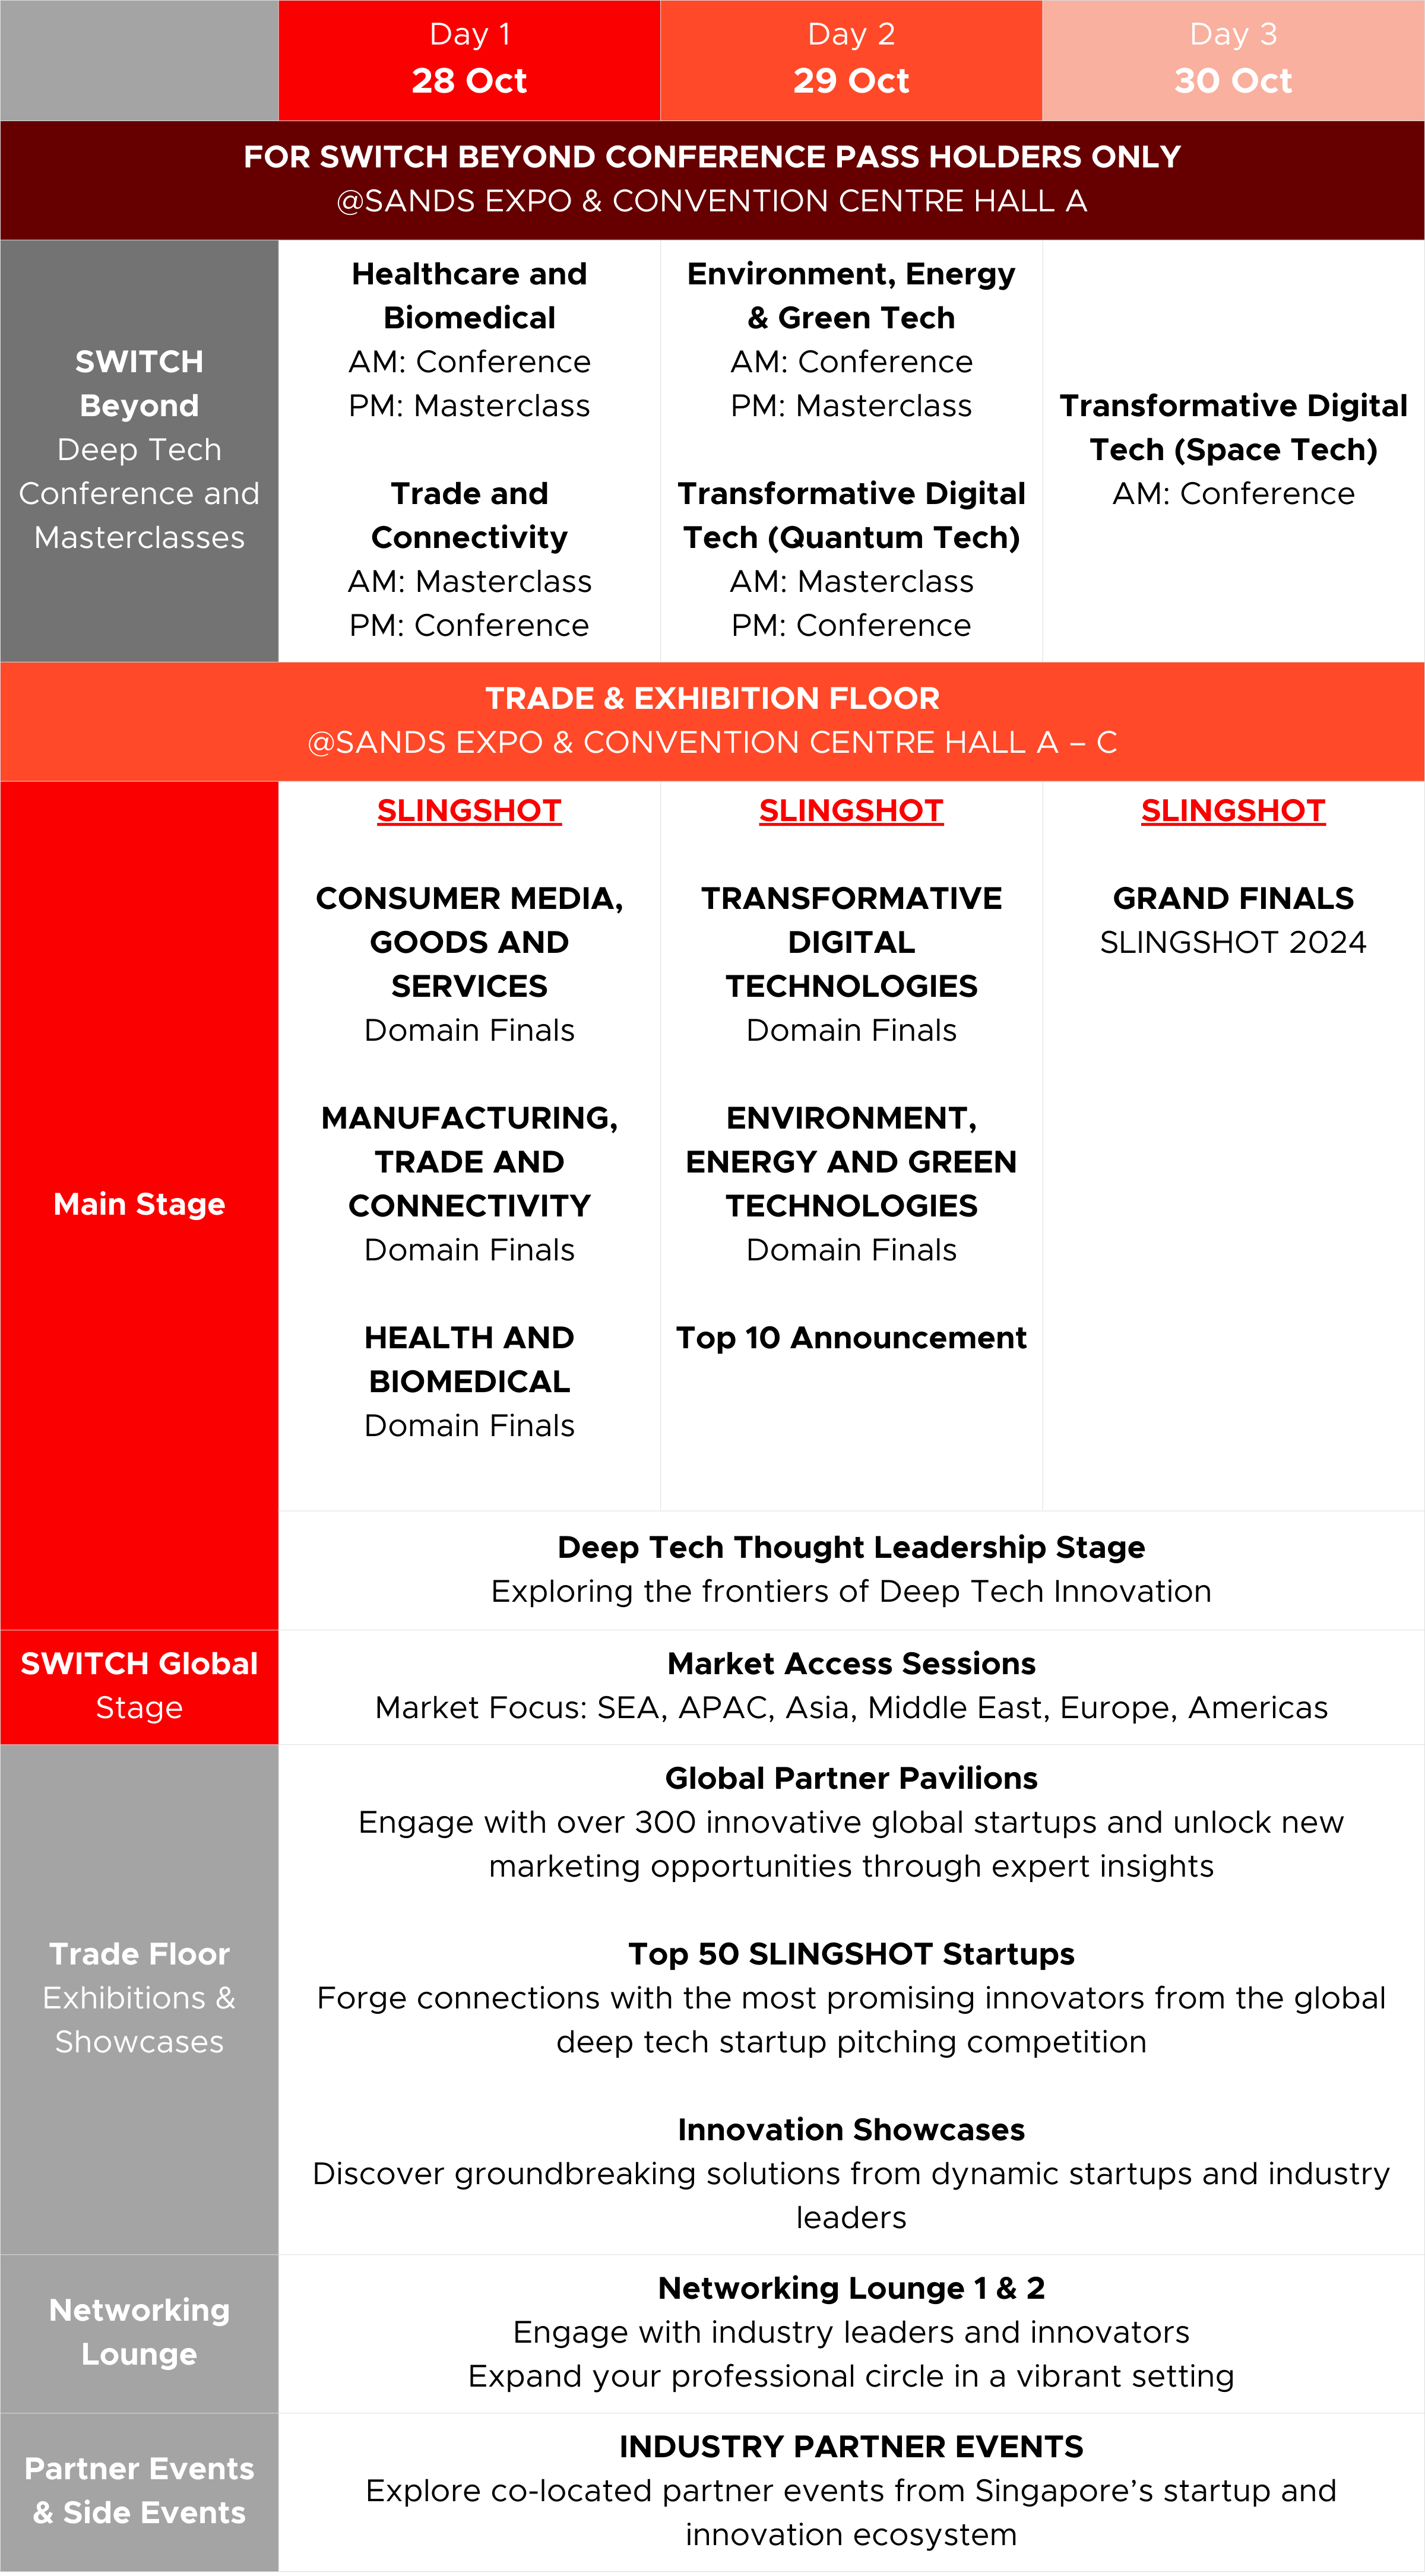 Day 1
28 Oct
Day 2
29 Oct
Day 3
30 Oct
FOR SWITCH BEYOND CONFERENCE PASS HOLDERS ONLY
@SANDS EXPO & CONVENTION CENTRE HALL A
SWITCH
Beyond
Deep Tech
Conference and
Masterclasses
Healthcare and
Biomedical
AM: Conference
PM: Masterclass
Trade and
Connectivity
AM: Masterclass
PM: Conference
Environment, Energy
& Green Tech
AM: Conference
PM: Masterclass
Transformative Digital
Tech (Quantum Tech)
AM: Masterclass
PM: Conference
Transformative Digital
Tech (Space Tech)
AM: Conference
TRADE & EXHIBITION FLOOR
@SANDS EXPO & CONVENTION CENTRE HALL A – C
Main Stage
SLINGSHOT
CONSUMER MEDIA,
GOODS AND
SERVICES
Domain Finals
MANUFACTURING,
TRADE AND
CONNECTIVITY
Domain Finals
HEALTH AND
BIOMEDICAL
Domain Finals
SLINGSHOT
TRANSFORMATIVE
DIGITAL
TECHNOLOGIES
Domain Finals
ENVIRONMENT,
ENERGY AND GREEN
TECHNOLOGIES
Domain Finals
Top 10 Announcement
SLINGSHOT
GRAND FINALS
SLINGSHOT 2024
Deep Tech Thought Leadership Stage
Exploring the frontiers of Deep Tech Innovation
SWITCH Global
Stage
Market Access Sessions
Market Focus: SEA, APAC, Asia, Middle East, Europe, Americas
Trade Floor
Exhibitions &
Showcases
Global Partner Pavilions
Engage with over 300 innovative global startups and unlock new
marketing opportunities through expert insights
Top 50 SLINGSHOT Startups
Forge connections with the most promising innovators from the global
deep tech startup pitching competition
Innovation Showcases
Discover groundbreaking solutions from dynamic startups and industry
leaders
Networking
Lounge
Networking Lounge 1 & 2
Engage with industry leaders and innovators
Expand your professional circle in a vibrant setting
Partner Events
& Side Events
INDUSTRY PARTNER EVENTS
Explore co-located partner events from Singapore’s startup and
innovation ecosystem